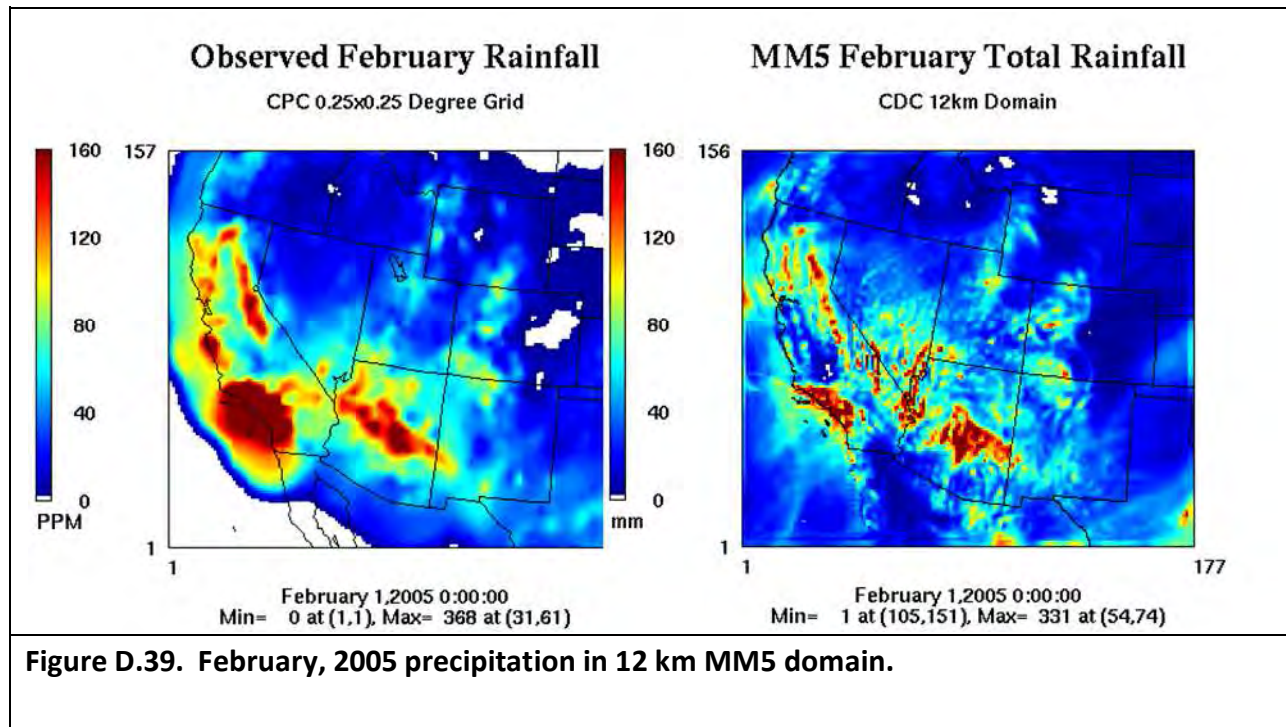 Observed February Rainfall
CPC 0.25x0.25 Degree Grid
160
120
80
40
0
PPM
157
1
1
February 1,2005 0:00:00
Min= 0 at (1,1), Max= 368 at (31,61)
MM5 February Total Rainfall
CDC 12km Domain
160
120
80
40
0
mm
156
1
1
177
February 1,2005 0:00:00
Min= 1 at (105,151), Max= 331 at (54,74)
Figure D.39. February, 2005 precipitation in 12 km MM5 domain.